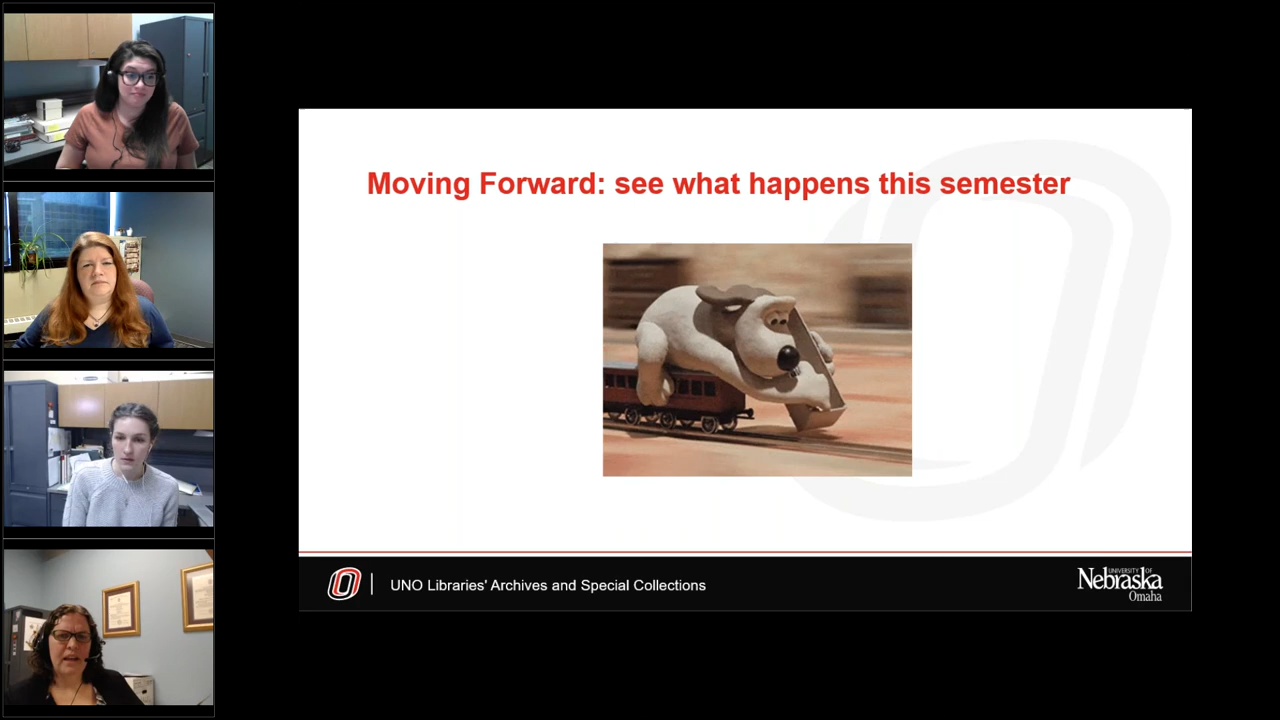 Moving Forward: see what happens this semester
UNO Libraries' Archives and Special Collections
UNIVERSITY OF
Nebraska
Omaha